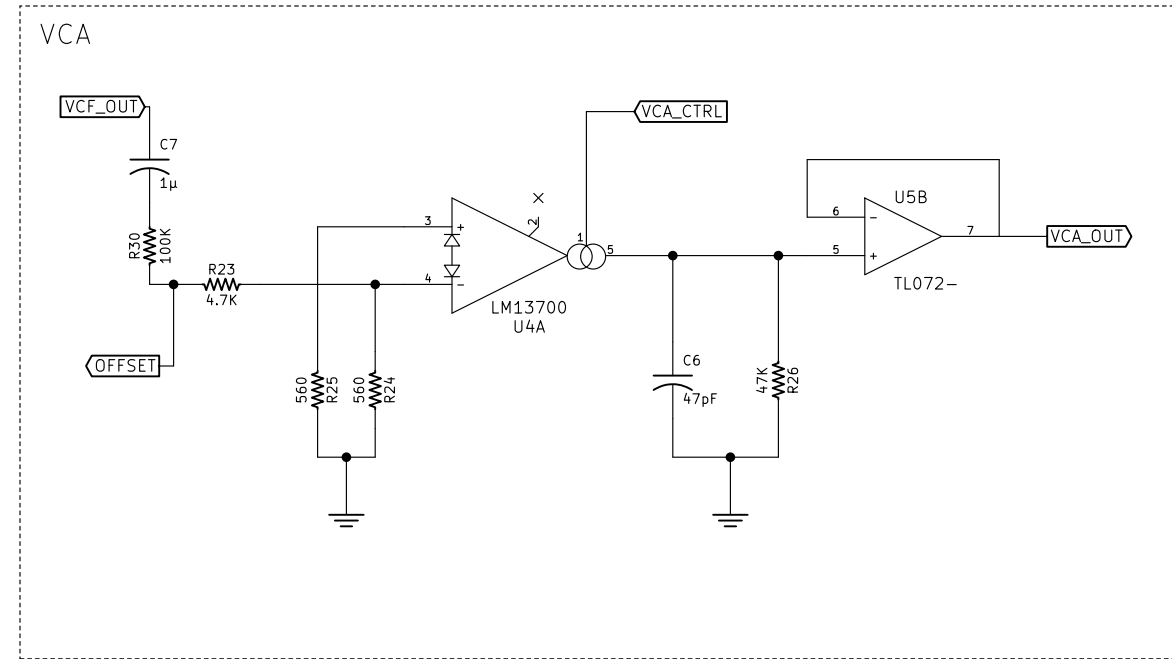 VCA
VCF_OUT
C7
1µ
R30
100K
R23
4.7K
OFFSET
3
+
4
-
2
1
5
LM13700
U4A
VCA_CTRL
560
R25
560
R24
C6
47pF
47K
R26
6
-
5
+
7
U5B
TL072-
VCA_OUT